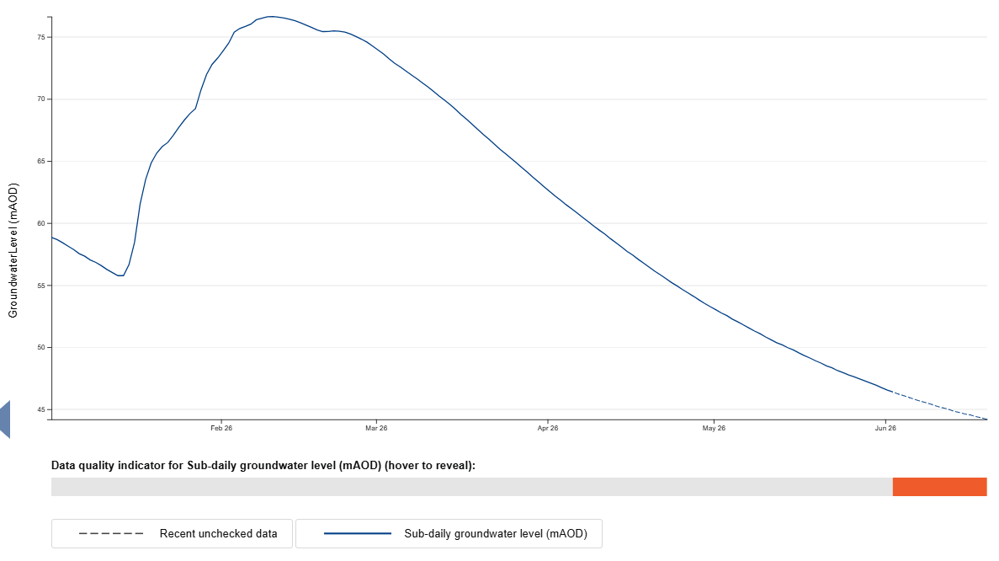 75
70
65
60
55
50
45
GroundwaterLevel (mAOD)
Feb 26
Mar 26
Apr 26
May 26
Jun 26
Data quality indicator for Sub-daily groundwater level (mAOD) (hover to reveal):
Recent unchecked data
Sub-daily groundwater level (mAOD)